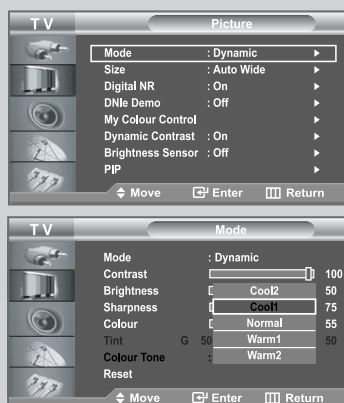 TV Picture
Mode : Dynamic
Size : Auto Wide
Digital NR : On
DNIe Demo : Off
My Colour Control
Dynamic Contrast : On
Brightness Sensor : Off
PIP
Move Enter Return
TV Mode
Mode : Dynamic
Contrast 100
Brightness Cool2 50
Sharpness Cool1 75
Colour Normal 55
Tint G 50 Warm1 50
Colour Tone : Warm2
Reset
Move Enter Return